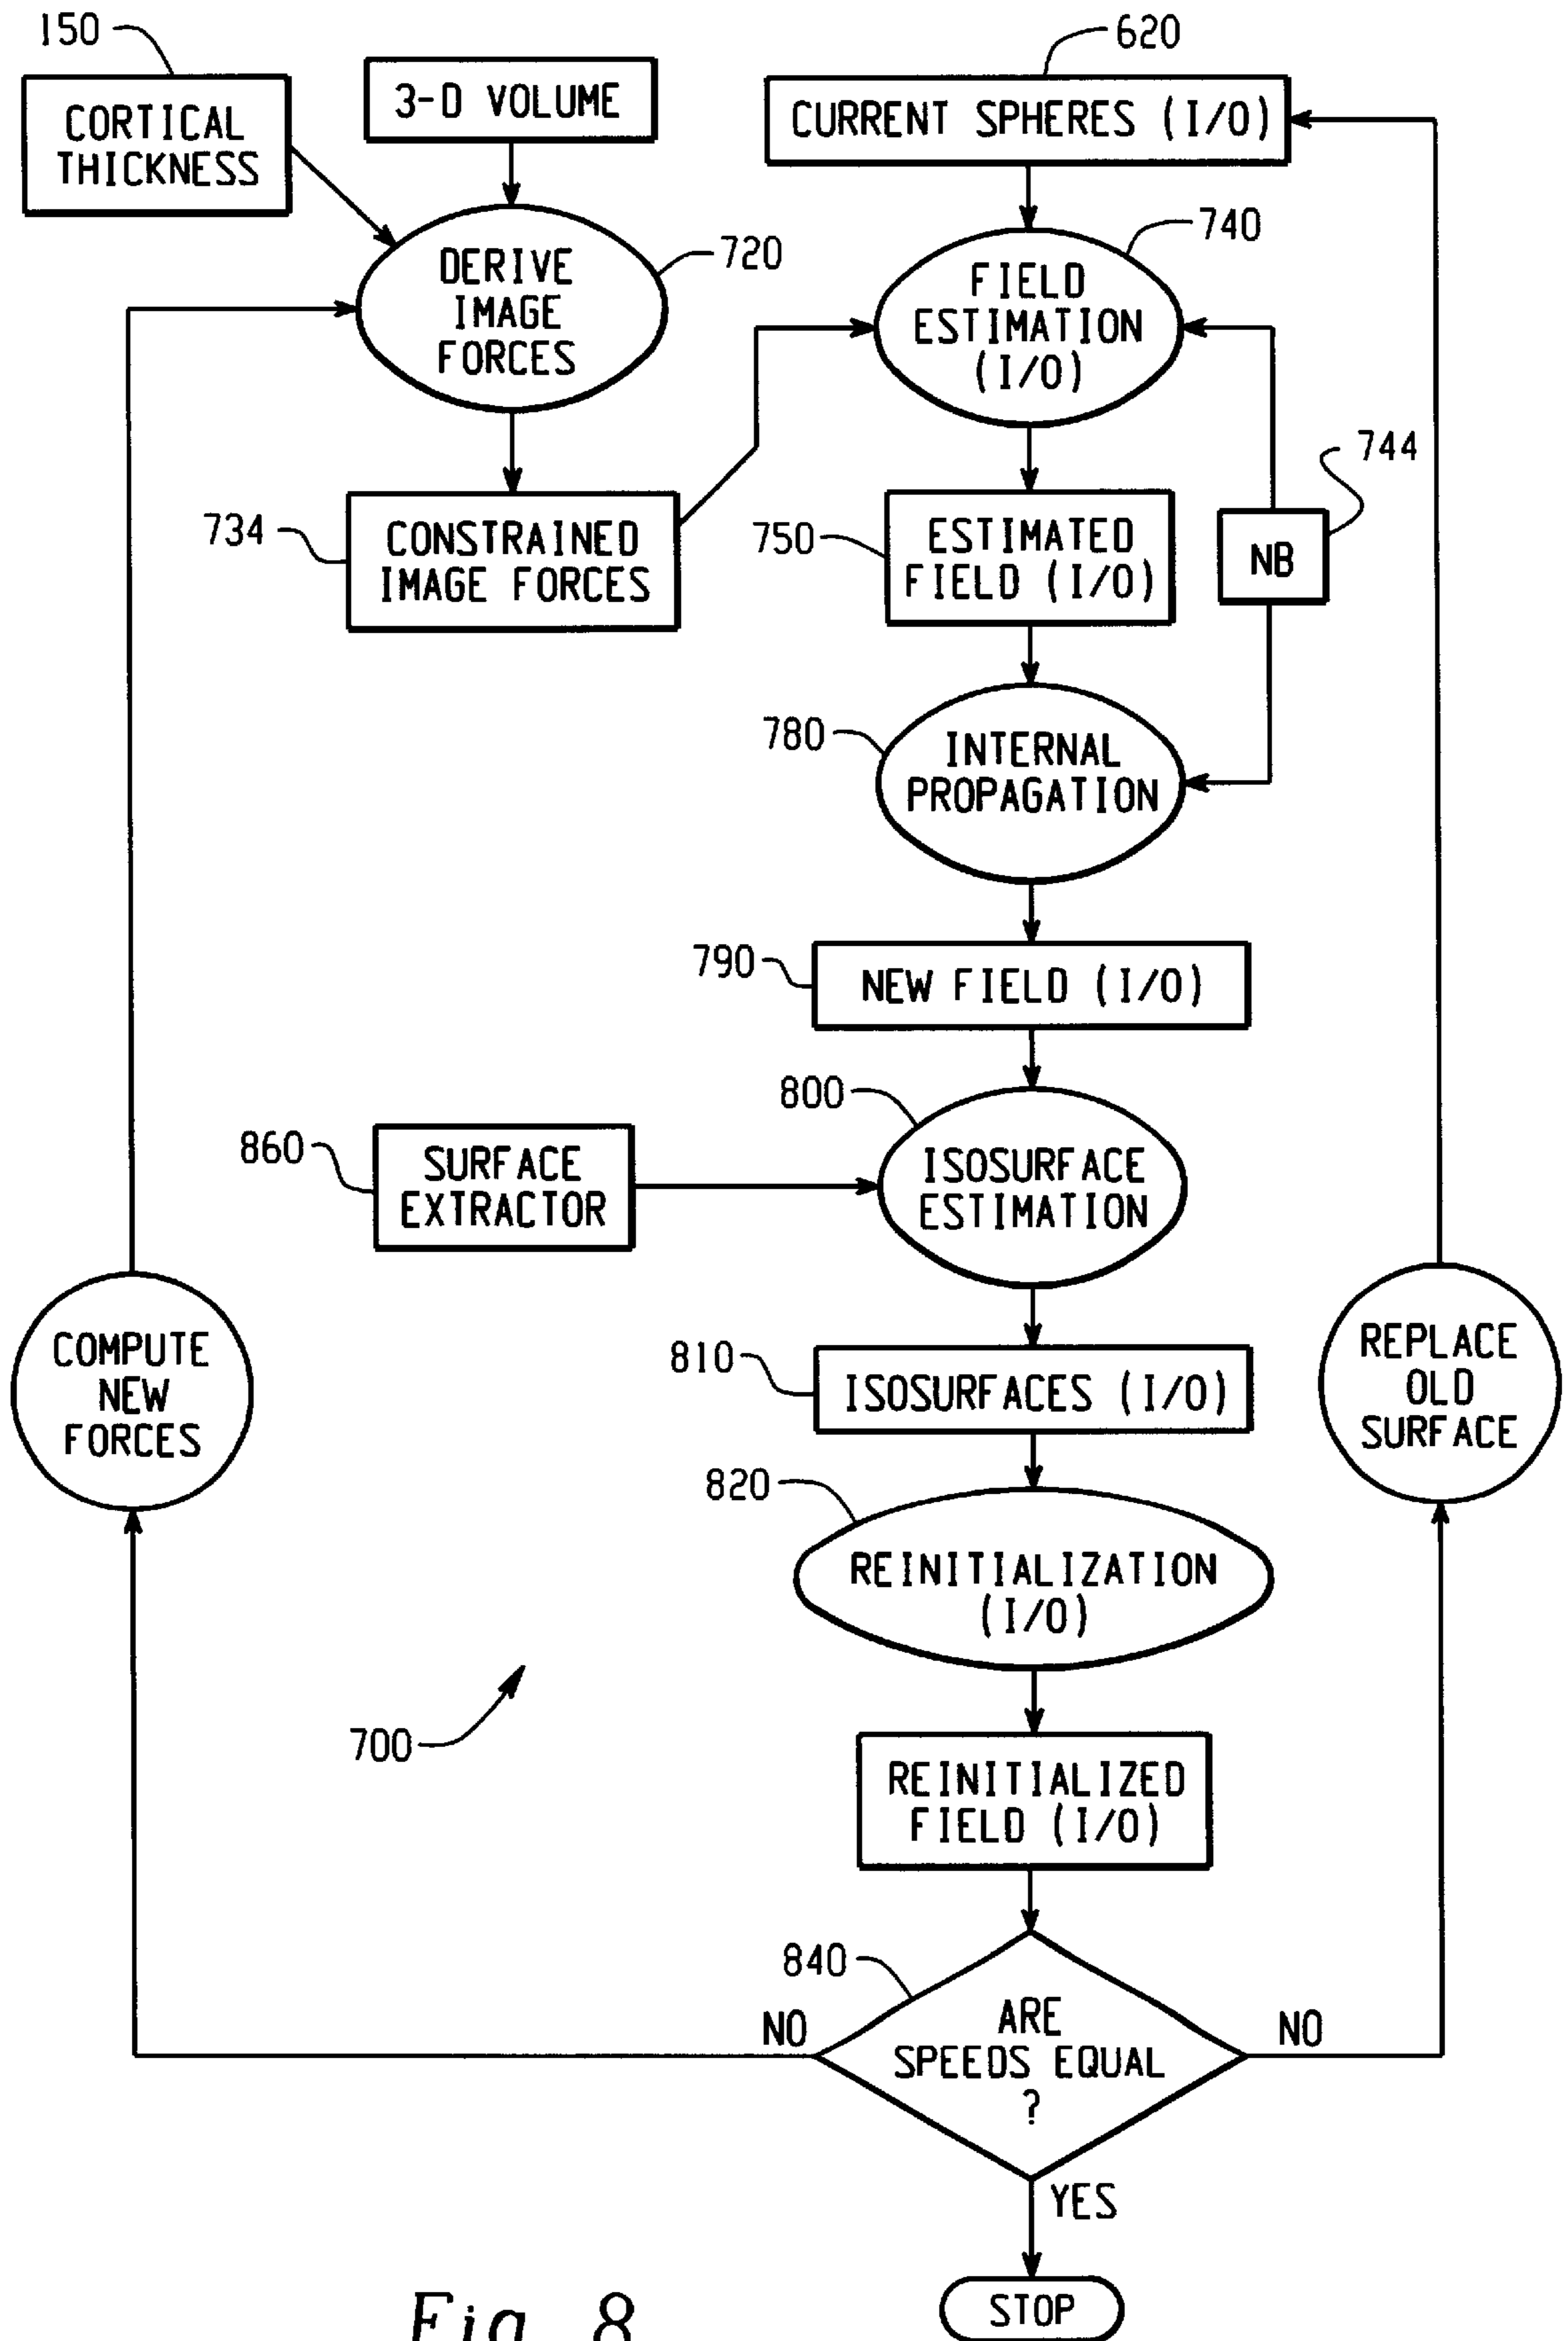 150
CORTICAL
THICKNESS
3-D VOLUME
620
CURRENT SPHERES (I/O)
DERIVE
IMAGE
FORCES
720
740
FIELD
ESTIMATION
(I/O)
744
NB
734
CONSTRAINED
IMAGE FORCES
750
ESTIMATED
FIELD (I/O)
780
INTERNAL
PROPAGATION
790
NEW FIELD (I/O)
800
ISOSURFACE
ESTIMATION
860
SURFACE
EXTRACTOR
COMPUTE
NEW
FORCES
810
ISOSURFACES (I/O)
REPLACE
OLD
SURFACE
820
REINITIALIZATION
(I/O)
700
REINITIALIZED
FIELD (I/O)
840
NO
ARE
SPEEDS EQUAL
?
NO
YES
STOP
Fig. 8